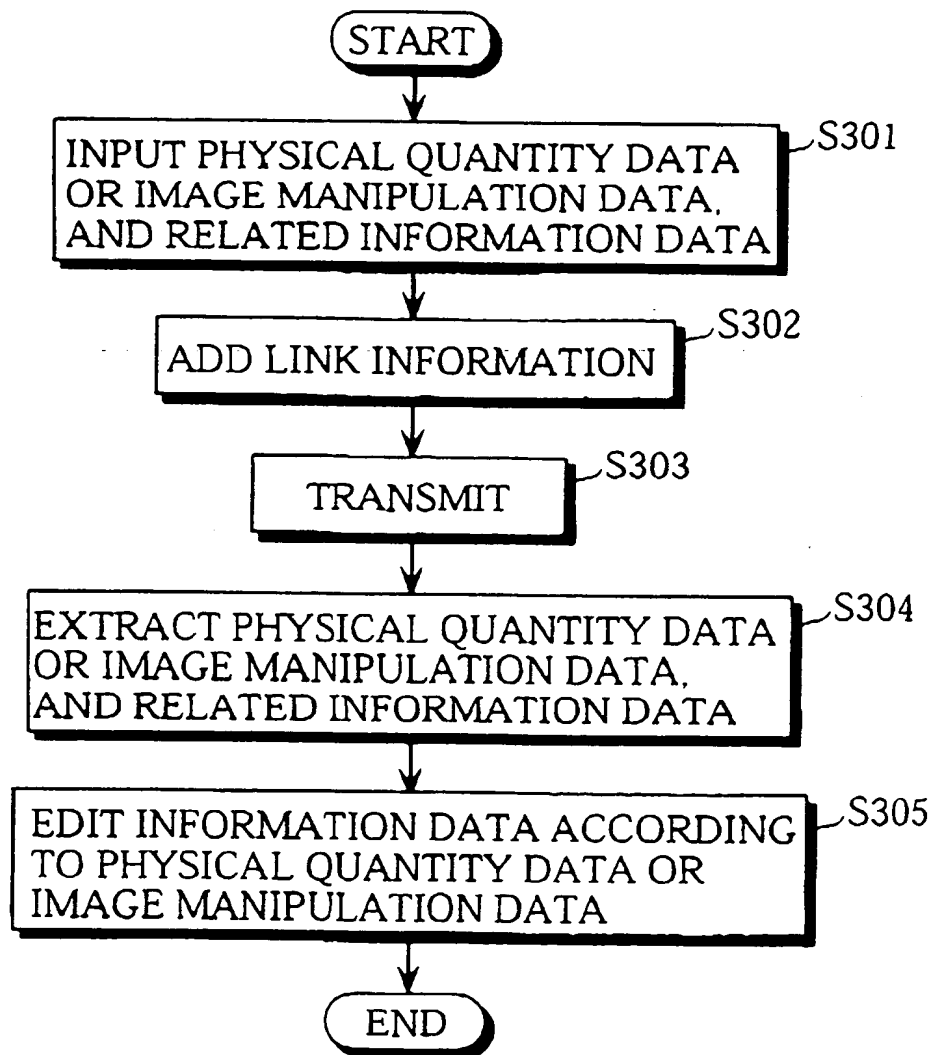 START
INPUT PHYSICAL QUANTITY DATA
OR IMAGE MANIPULATION DATA,
AND RELATED INFORMATION DATA
S301
ADD LINK INFORMATION
S302
TRANSMIT
S303
EXTRACT PHYSICAL QUANTITY DATA
OR IMAGE MANIPULATION DATA,
AND RELATED INFORMATION DATA
S304
EDIT INFORMATION DATA ACCORDING
TO PHYSICAL QUANTITY DATA OR
IMAGE MANIPULATION DATA
S305
END